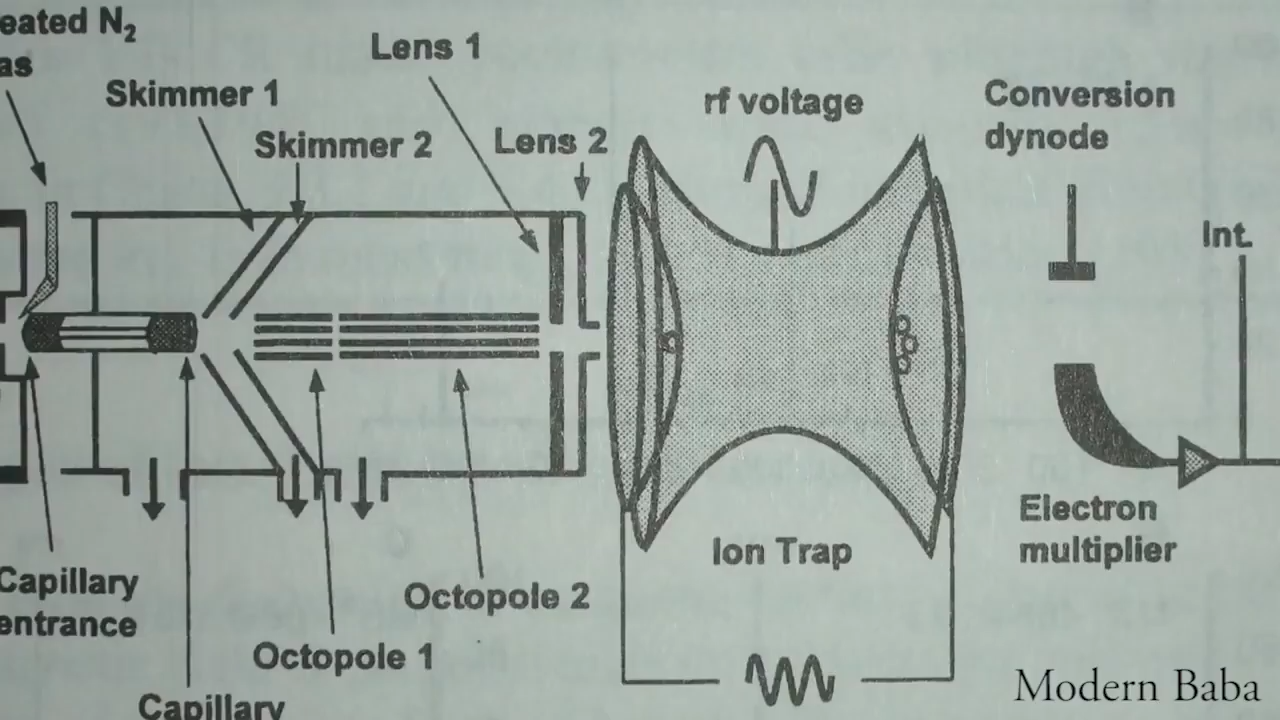 eated N2
as
Skimmer 1
Skimmer 2
Lens 1
Lens 2
rf voltage
Conversion
dynode
Int.
Capillary
entrance
Capillary
Octopole 1
Octopole 2
Ion Trap
Electron
multiplier
Modern Baba